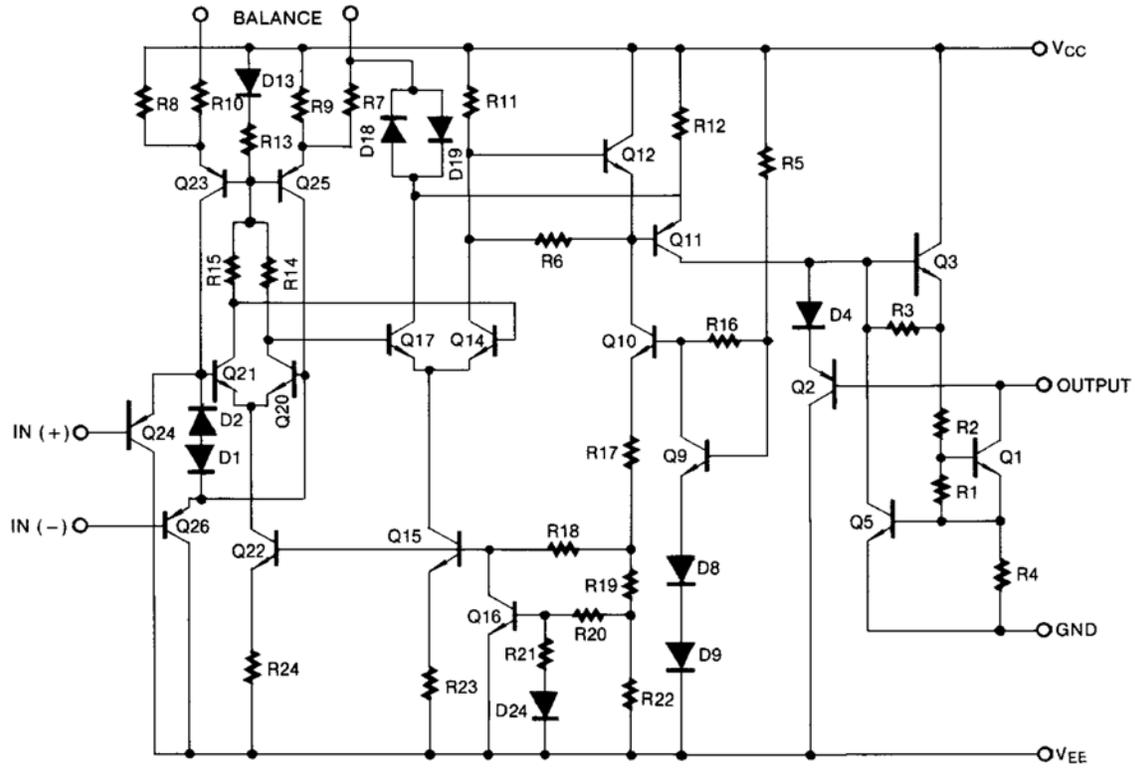 BALANCE
VCC
D13
R8
R10
R9
R7
R11
R13
D18
D19
R12
Q12
R5
Q23
Q25
Q11
Q3
R15
R14
R6
D4
R3
Q17
Q14
Q10
R16
Q21
Q20
Q2
OUTPUT
D2
IN (+)
Q24
D1
R17
Q9
R2
Q1
R1
IN (-)
Q26
Q5
Q22
Q15
R18
D8
R19
R4
Q16
R20
GND
R21
D9
R24
R23
R22
D24
VEE